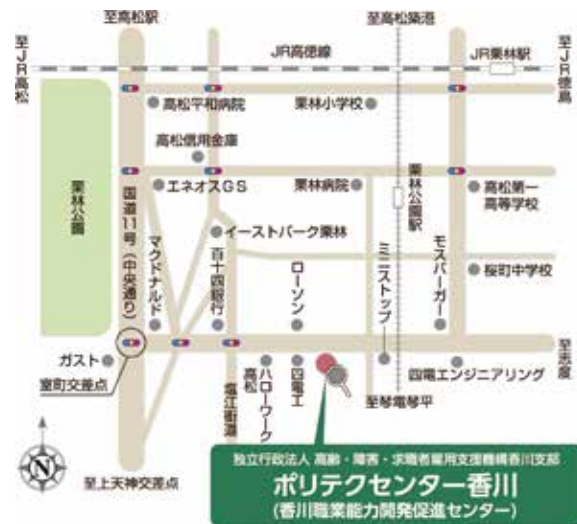 至高松駅
至高松築港
至JR高松
JR高徳線
JR栗林駅
至JR徳島
高松平和病院
栗林小学校
高松信用金庫
栗林公園
国道11号(中央通り)
エネオスGS
栗林病院
栗林公園駅
高松第一
高等学校
マクドナルド
百十四銀行
イーストパーク栗林
ローソン
ミニストップ
モスバーガー
桜町中学校
ガスト
室町交差点
塩江街道
ハローワーク
高松
四電工
四電エンジニアリング
至志度
至琴電琴平
N
至上天神交差点
独立行政法人 高齢・障害・求職者雇用支援機構香川支部
ポリテクセンター香川
(香川職業能力開発促進センター)